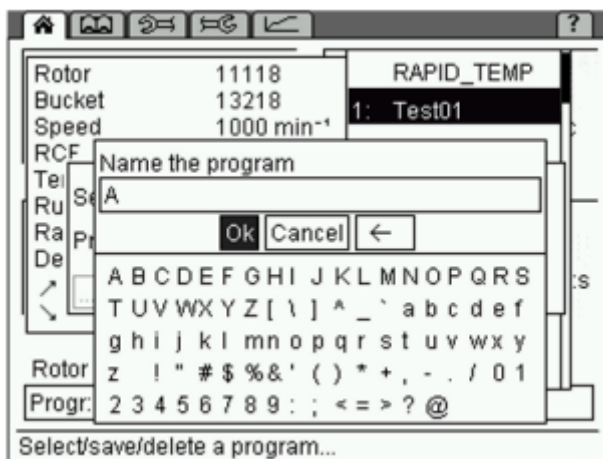 ?
Rotor 11118
Bucket 13218
Speed 1000 min⁻¹
RCF
RAPID_TEMP
1: Test01
Name the program
A
Ok Cancel ←
A B C D E F G H I J K L M N O P Q R S
T U V W X Y Z [ \ ] ^ _ ` a b c d e f
g h i j k l m n o p q r s t u v w x y
z ! " # $ % & ' ( ) * + , - . / 0 1
2 3 4 5 6 7 8 9 : ; < = > ? @
Rotor
Progr:
Select/save/delete a program...